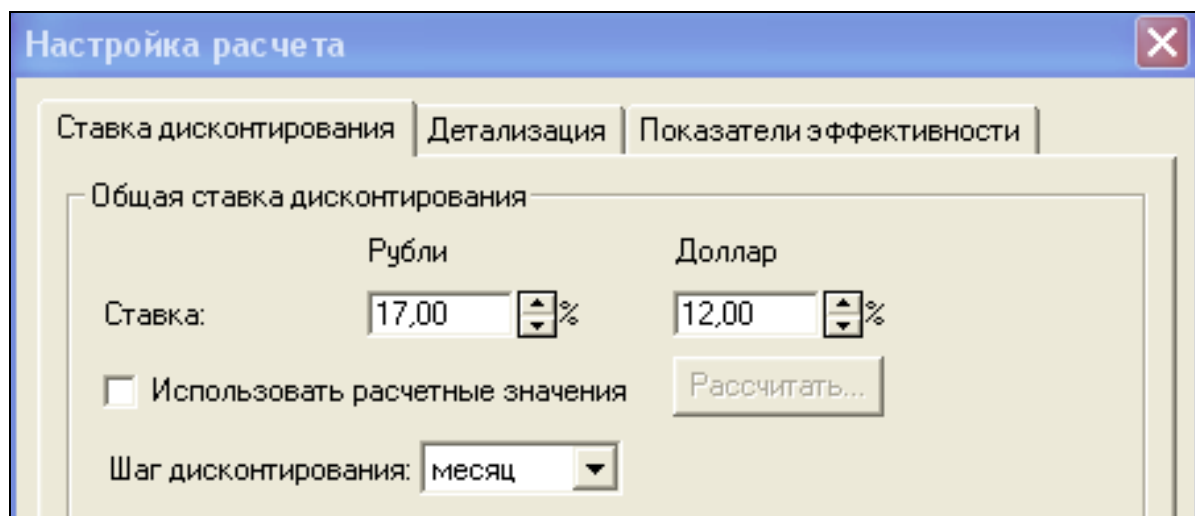 Настройка расчета
Ставка дисконтирования Детализация Показатели эффективности
Общая ставка дисконтирования
Рубли Доллар
Ставка: 17,00 % 12,00 %
Использовать расчетные значения Рассчитать...
Шаг дисконтирования: месяц